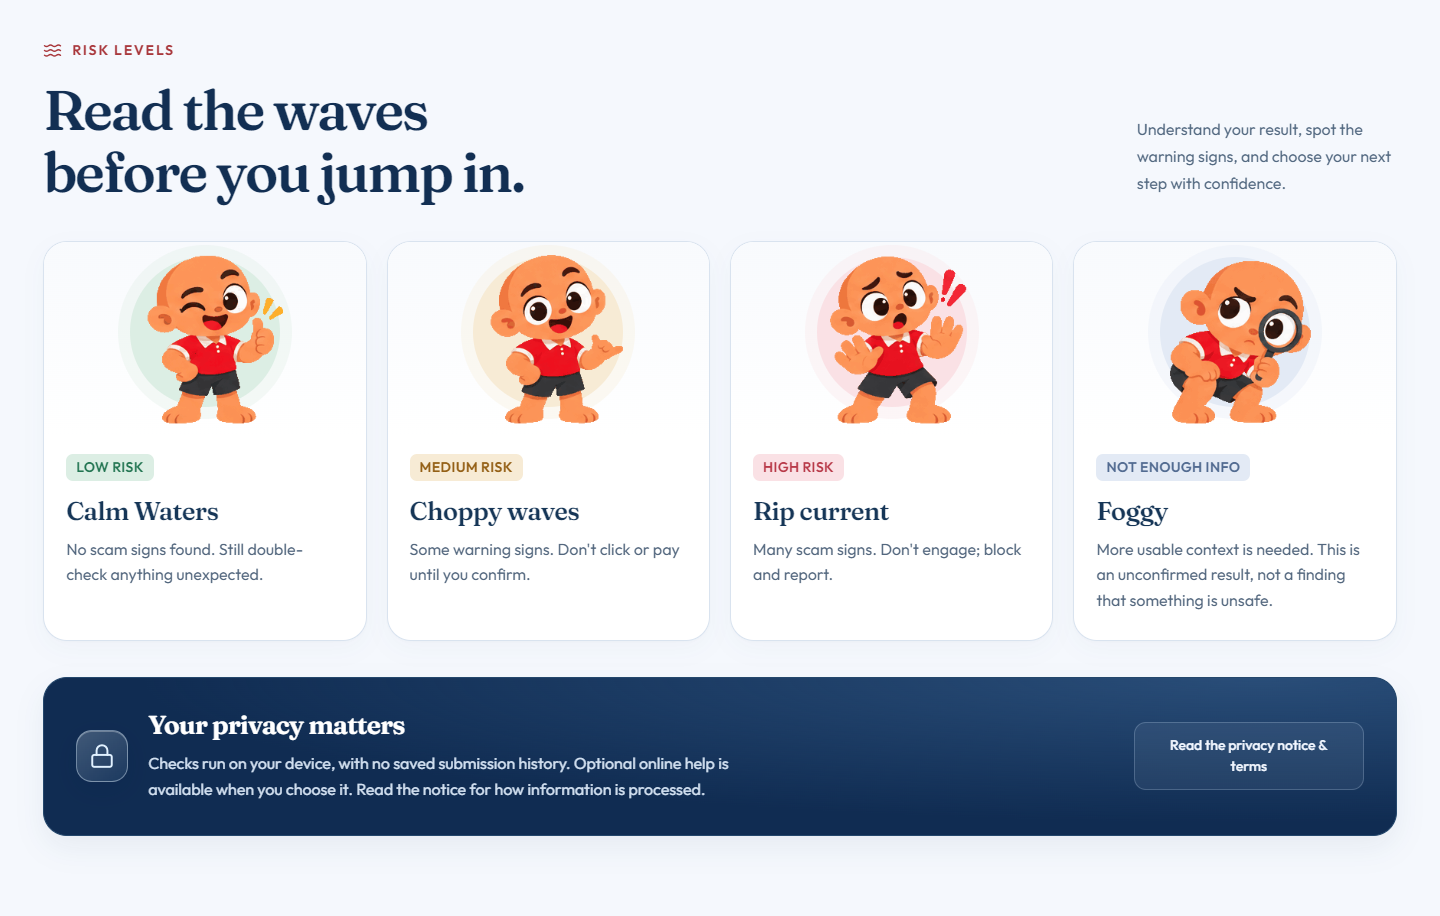 RISK LEVELS
Read the waves
before you jump in.
Understand your result, spot the
warning signs, and choose your next
step with confidence.
LOW RISK
Calm Waters
No scam signs found. Still double-
check anything unexpected.
MEDIUM RISK
Choppy waves
Some warning signs. Don't click or pay
until you confirm.
HIGH RISK
Rip current
Many scam signs. Don't engage; block
and report.
NOT ENOUGH INFO
Foggy
More usable context is needed. This is
an unconfirmed result, not a finding
that something is unsafe.
Your privacy matters
Checks run on your device, with no saved submission history. Optional online help is
available when you choose it. Read the notice for how information is processed.
Read the privacy notice &
terms